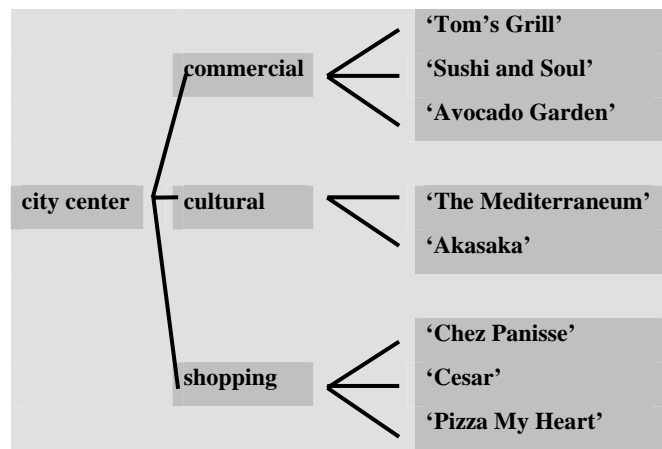 ‘Tom’s Grill’
commercial
‘Sushi and Soul’
‘Avocado Garden’
city center
cultural
‘The Mediterraneum’
‘Akasaka’
‘Chez Panisse’
shopping
‘Cesar’
‘Pizza My Heart’